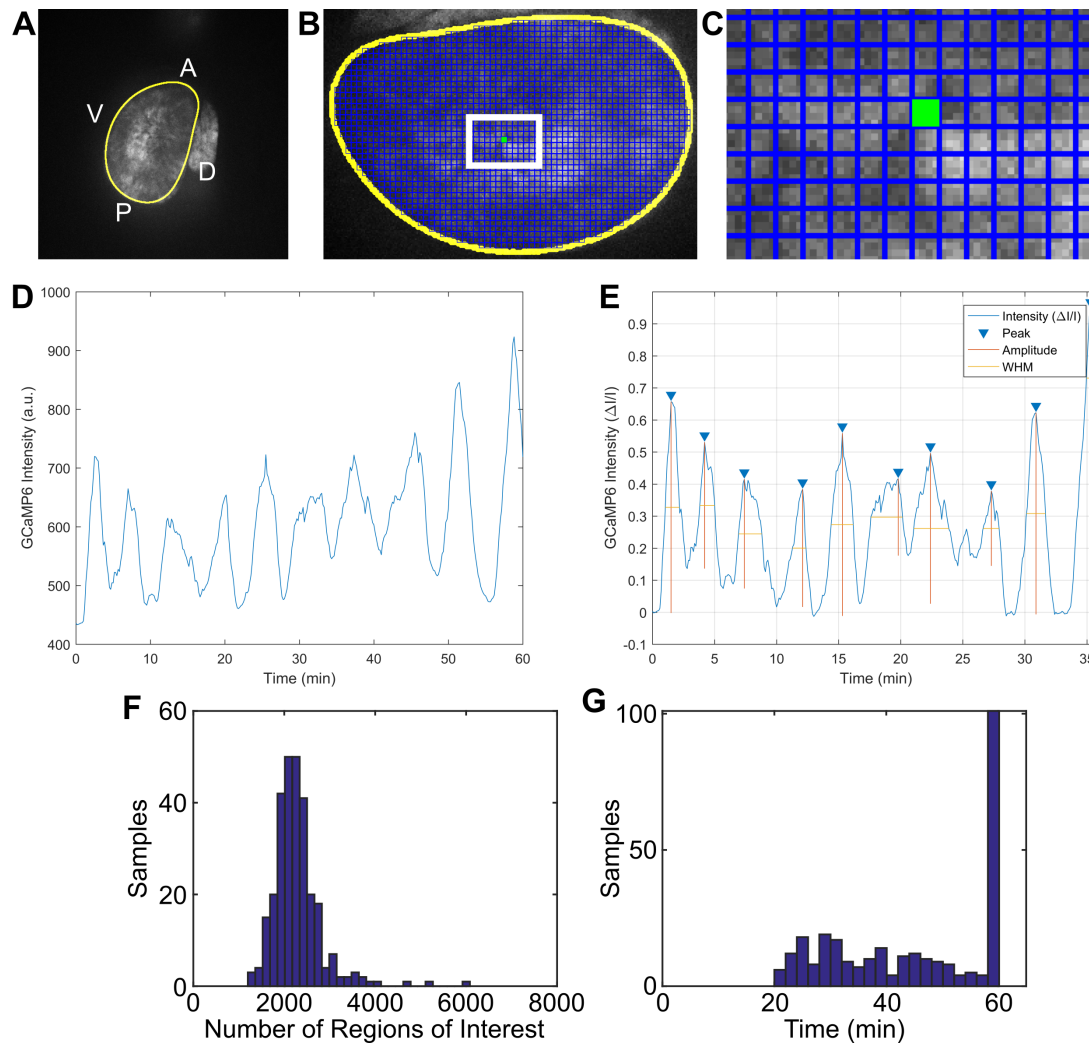 A
A
V
D
P
B
C
D
1000
900
800
700
600
500
400
GCaMP6 Intensity (a.u.)
0 10 20 30 40 50 60
Time (min)
E
0.9
0.8
0.7
0.6
0.5
0.4
0.3
0.2
0.1
0
-0.1
GCaMP6 Intensity (ΔI/I)
Intensity (ΔI/I)
Peak
Amplitude
WHM
0 5 10 15 20 25 30 35
Time (min)
F
60
40
20
0
Samples
0 2000 4000 6000 8000
Number of Regions of Interest
G
100
50
0
Samples
0 20 40 60
Time (min)